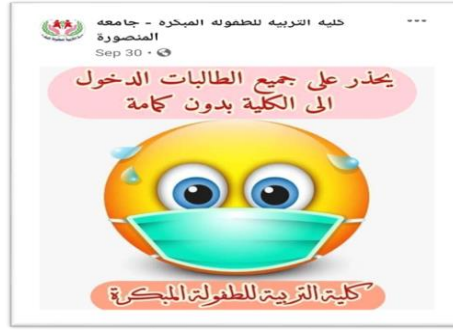 كلية التربية للطفولة المبكرة - جامعة
المنصورة
Sep 30 ·
يحذر على جميع الطالبات الدخول
الى الكلية بدون كمامة
كلية التربية للطفولة المبكرة